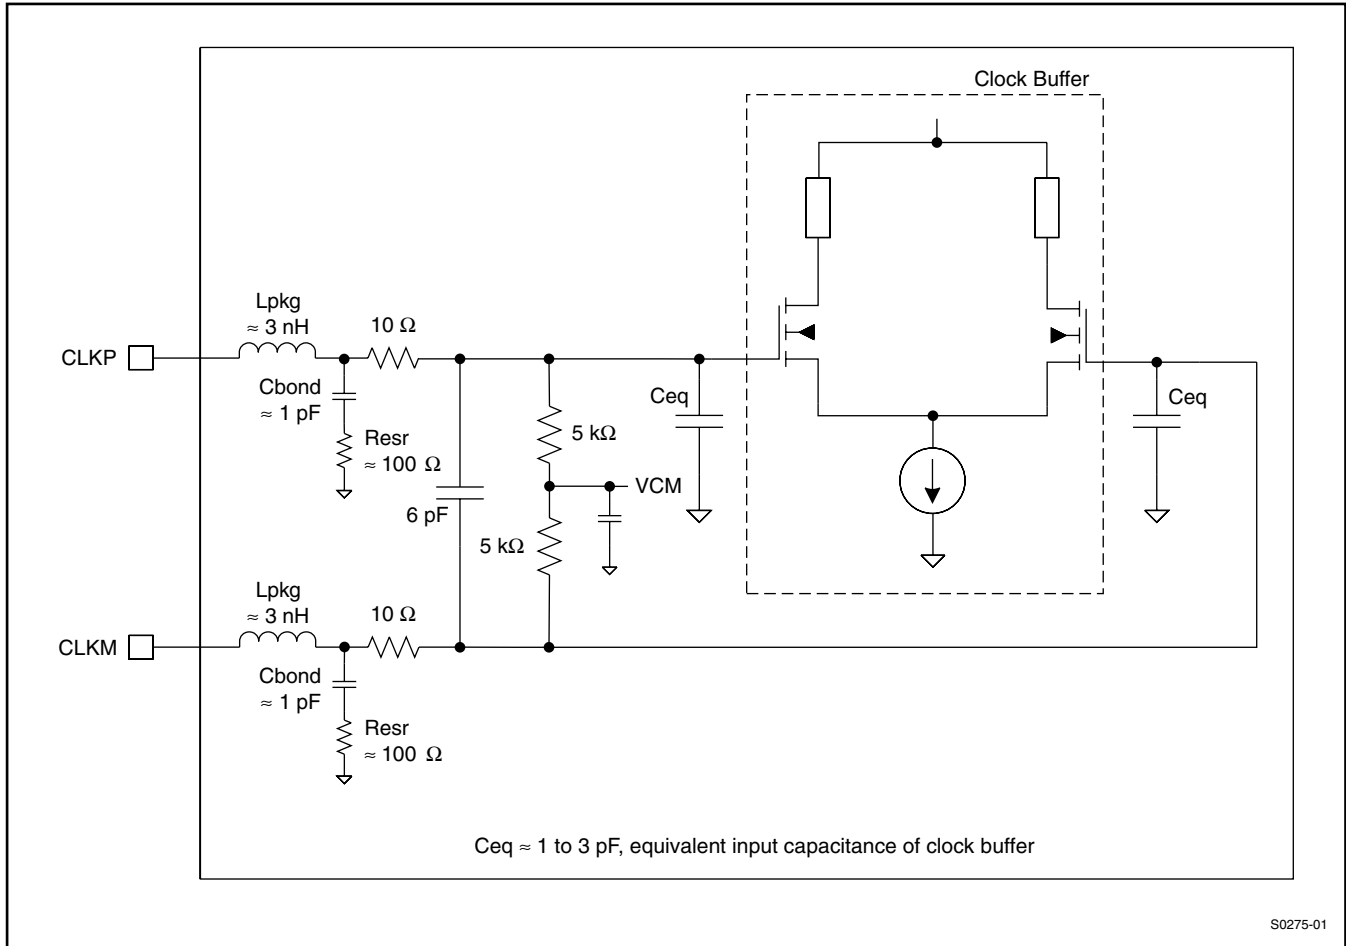 Clock Buffer
Lpkg
≈ 3 nH
10 Ω
CLKP
Cbond
≈ 1 pF
Resr
≈ 100 Ω
6 pF
5 kΩ
VCM
5 kΩ
Ceq
Ceq
Lpkg
≈ 3 nH
10 Ω
CLKM
Cbond
≈ 1 pF
Resr
≈ 100 Ω
Ceq ≈ 1 to 3 pF, equivalent input capacitance of clock buffer
S0275-01